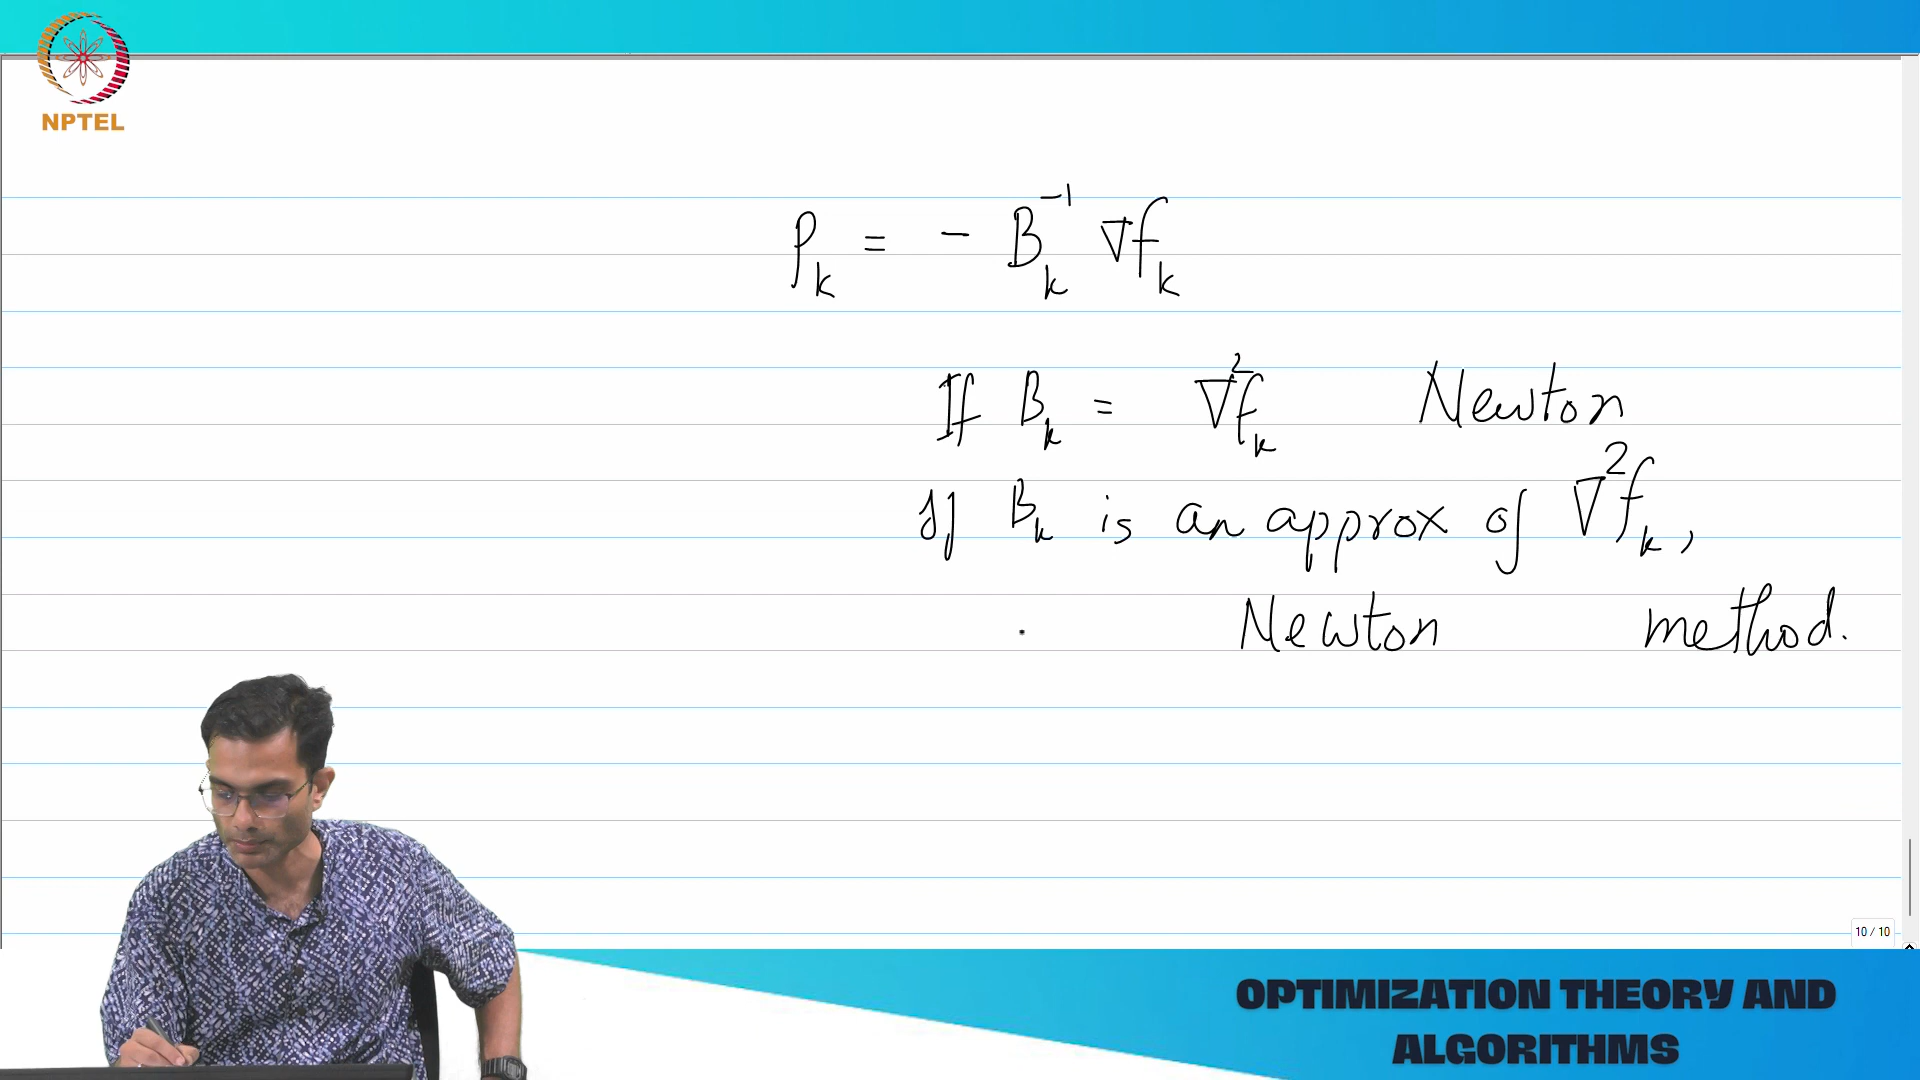 NPTEL
p_k = - B_k^{-1} ∇f_k
If B_k = ∇²f_k Newton
If B_k is an approx of ∇²f_k,
Newton method.
10 / 10
OPTIMIZATION THEORY AND
ALGORITHMS